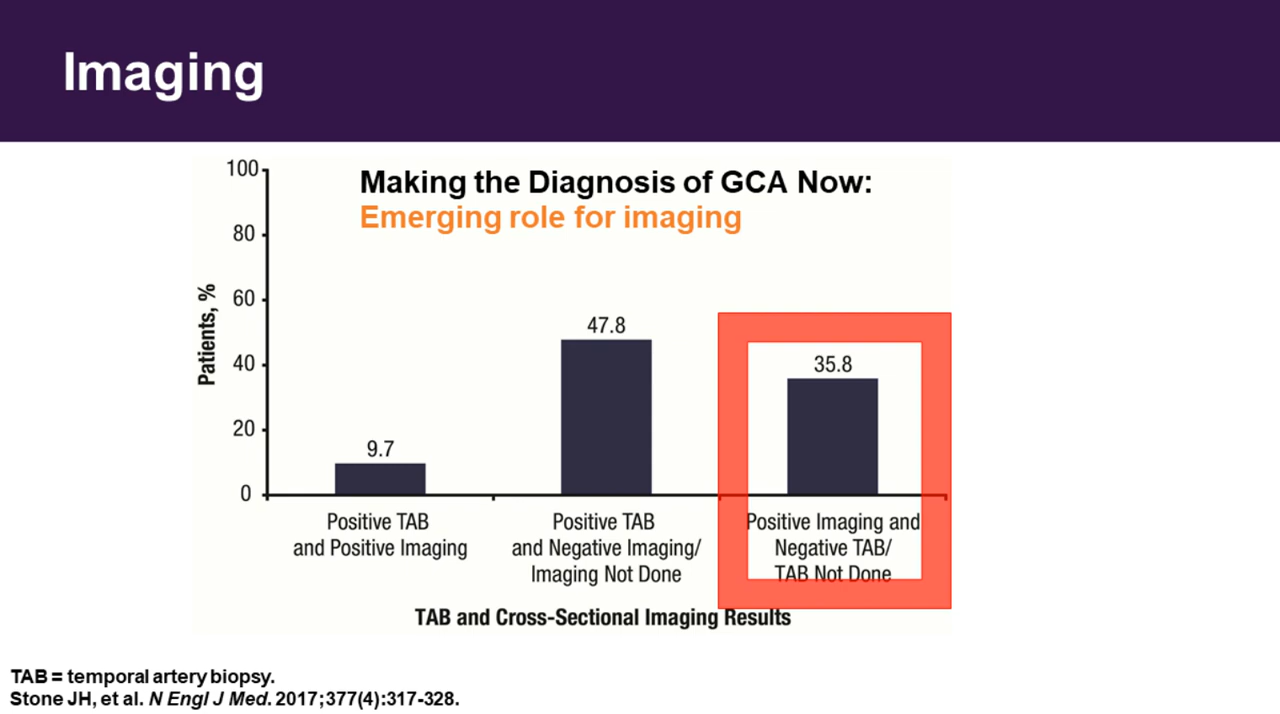 Imaging
Making the Diagnosis of GCA Now:
Emerging role for imaging
Patients, %
100
80
60
40
20
0
9.7
47.8
35.8
Positive TAB
and Positive Imaging
Positive TAB
and Negative Imaging/
Imaging Not Done
Positive Imaging and
Negative TAB/
TAB Not Done
TAB and Cross-Sectional Imaging Results
TAB = temporal artery biopsy.
Stone JH, et al. N Engl J Med. 2017;377(4):317-328.